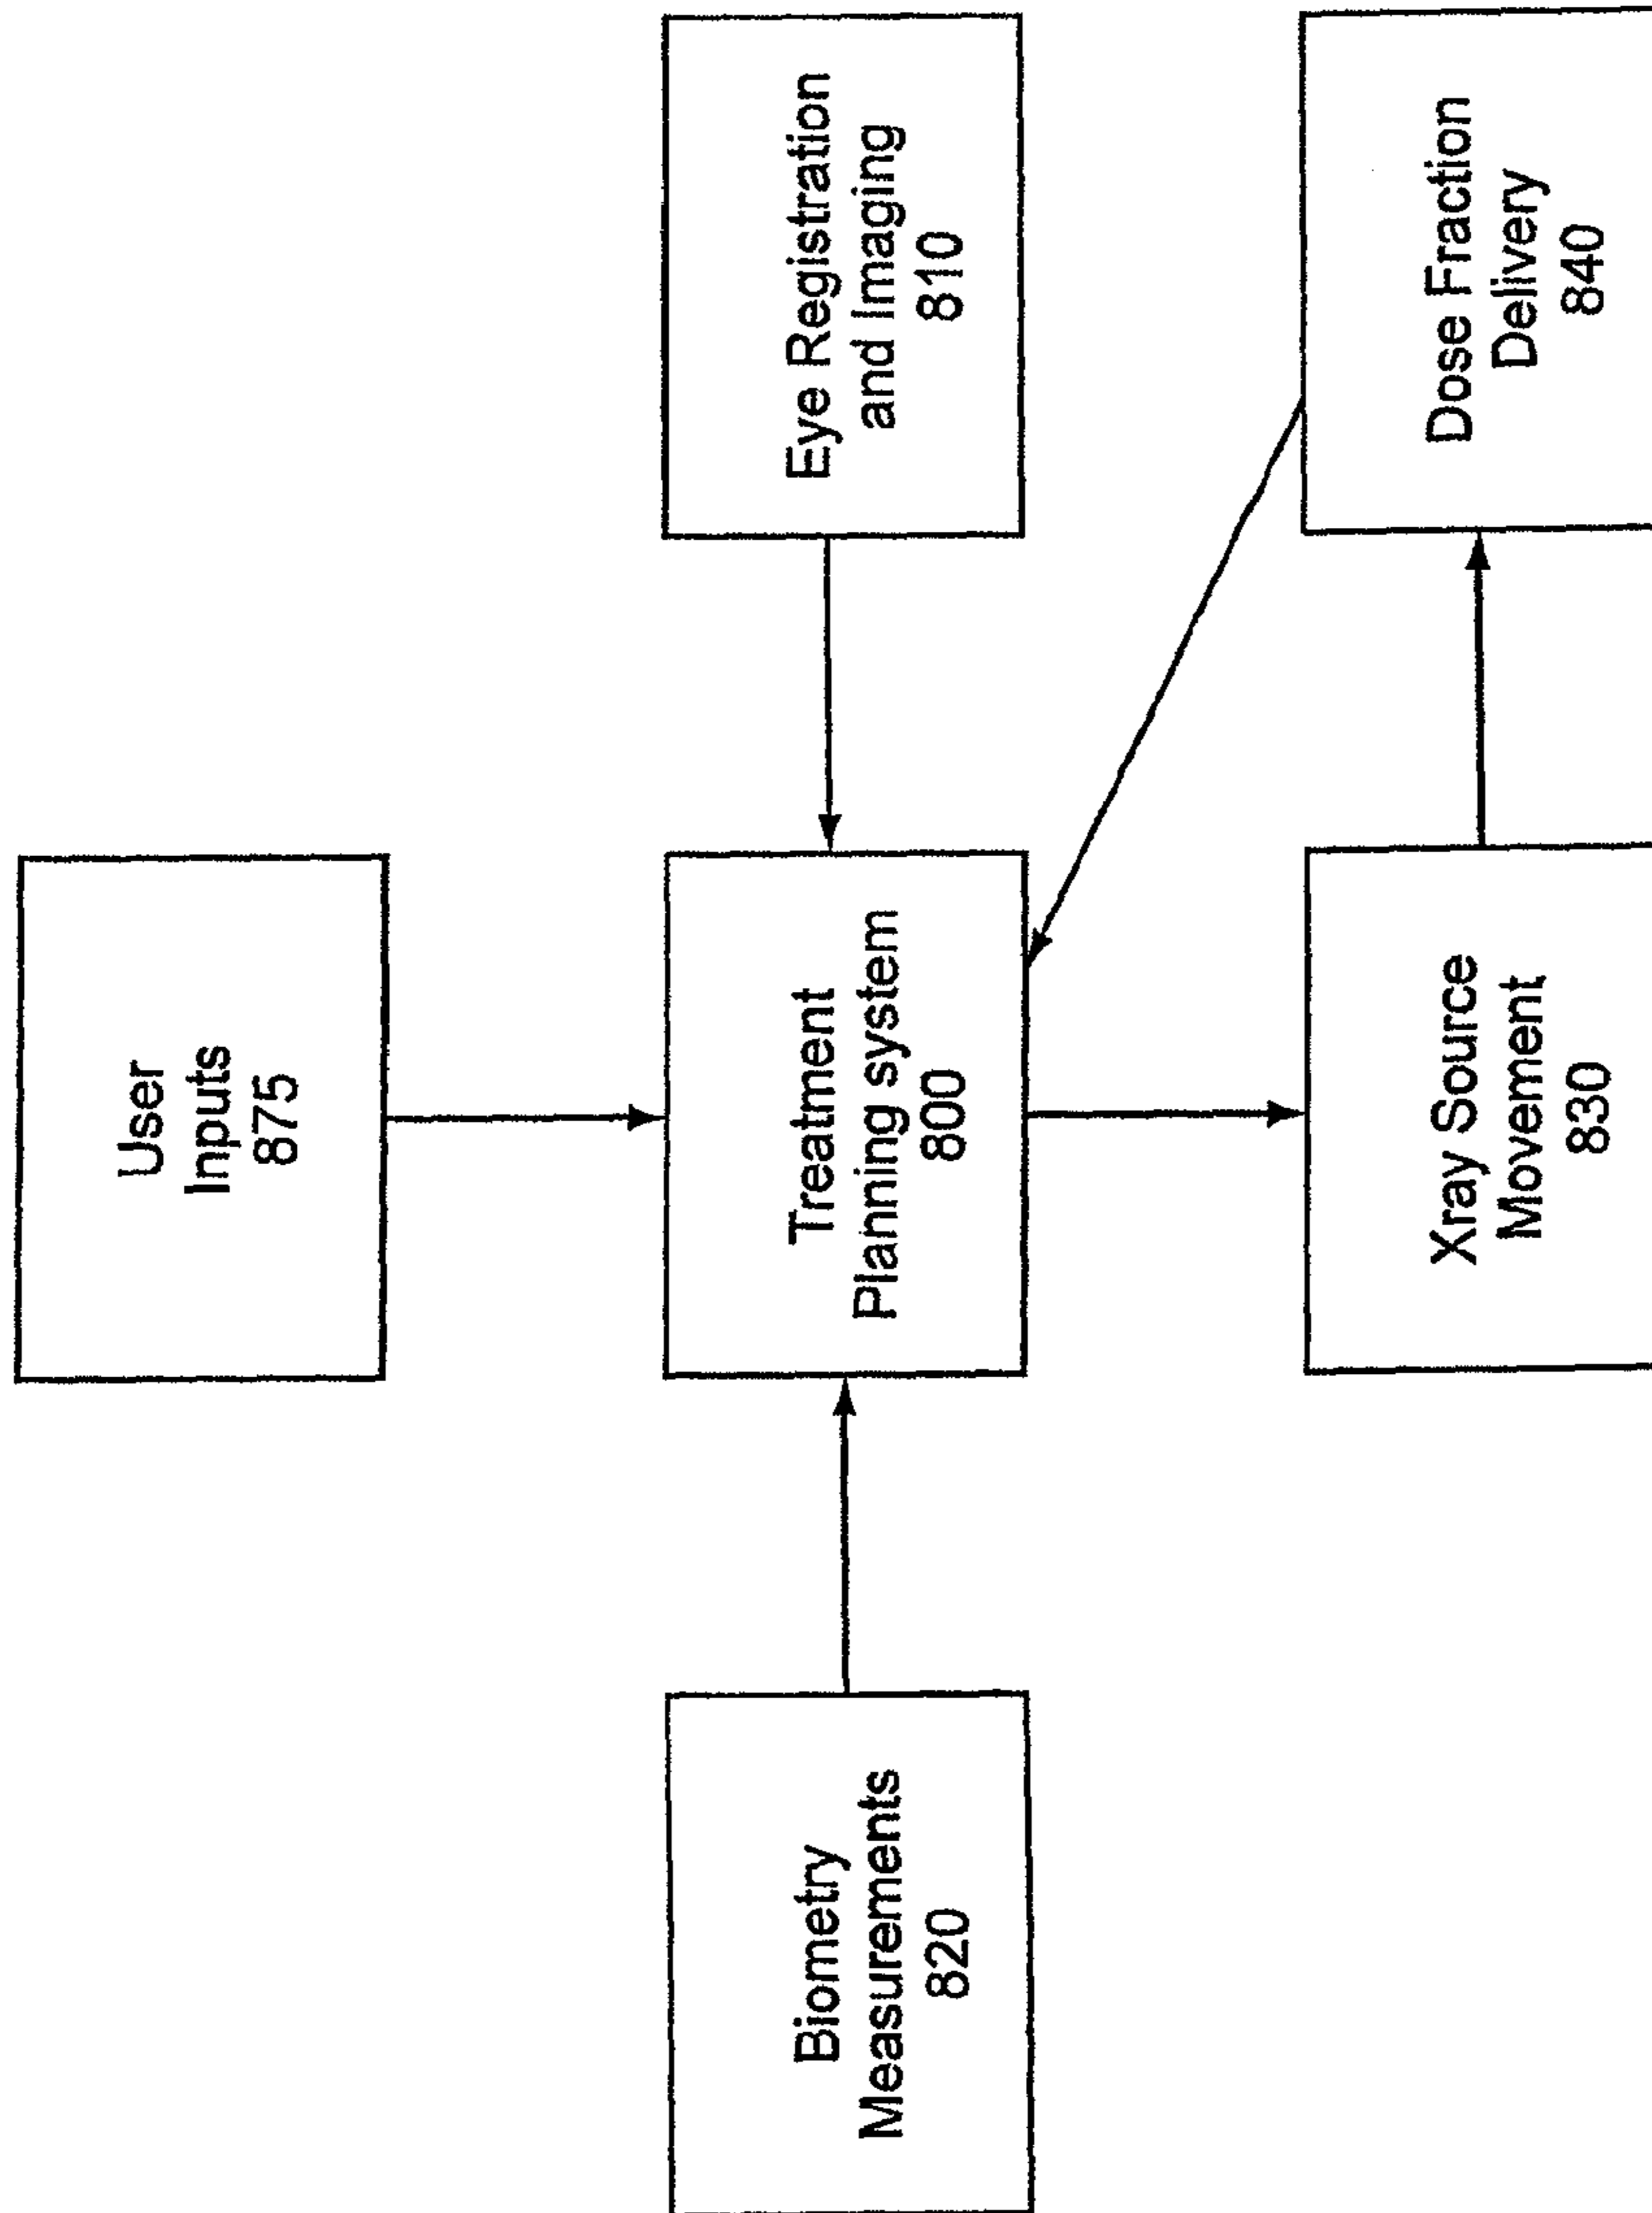 User
Inputs
875
Biometry
Measurements
820
Treatment
Planning system
800
Eye Registration
and Imaging
810
Xray Source
Movement
830
Dose Fraction
Delivery
840